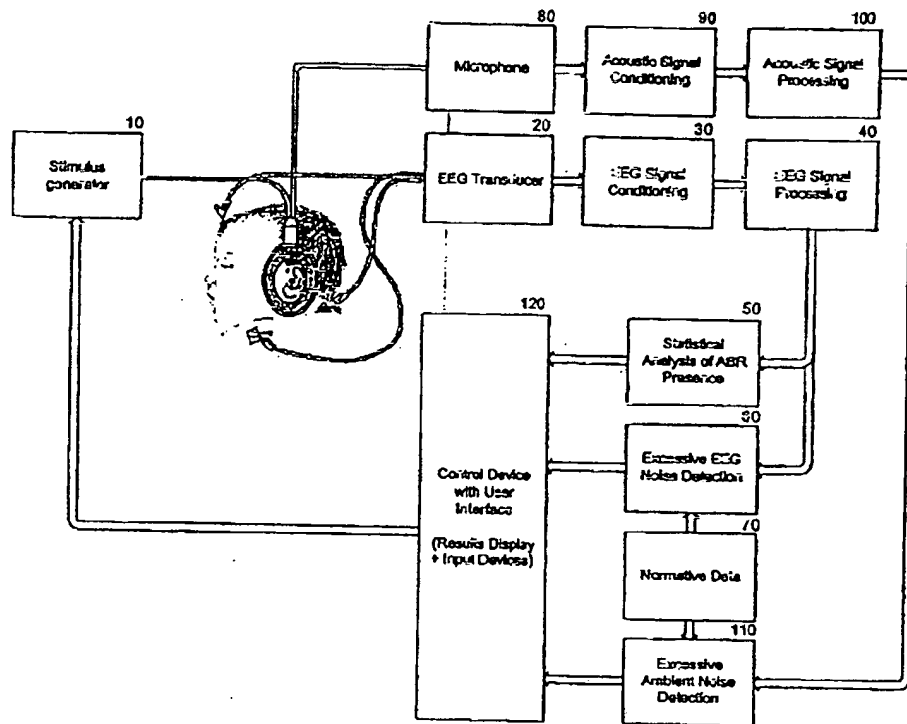 80
90
100
Microphone
Acoustic Signal
Conditioning
Acoustic Signal
Processing
10
20
30
40
Stimulus
generator
EEG Transducer
EEG Signal
Conditioning
EEG Signal
Processing
120
50
Statistical
Analysis of ABR
Presence
60
Excessive EEG
Noise Detection
Control Device
with User
Interface
(Results Display
+ Input Devices)
70
Normative Data
110
Excessive
Ambient Noise
Detection